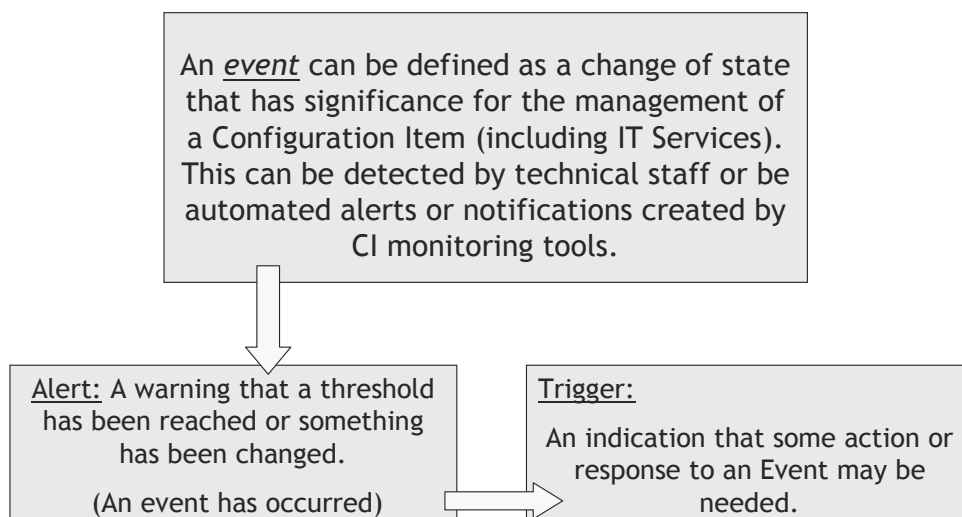 An event can be defined as a change of state
that has significance for the management of
a Configuration Item (including IT Services).
This can be detected by technical staff or be
automated alerts or notifications created by
CI monitoring tools.
Alert: A warning that a threshold
has been reached or something
has been changed.
(An event has occurred)
Trigger:
An indication that some action or
response to an Event may be
needed.